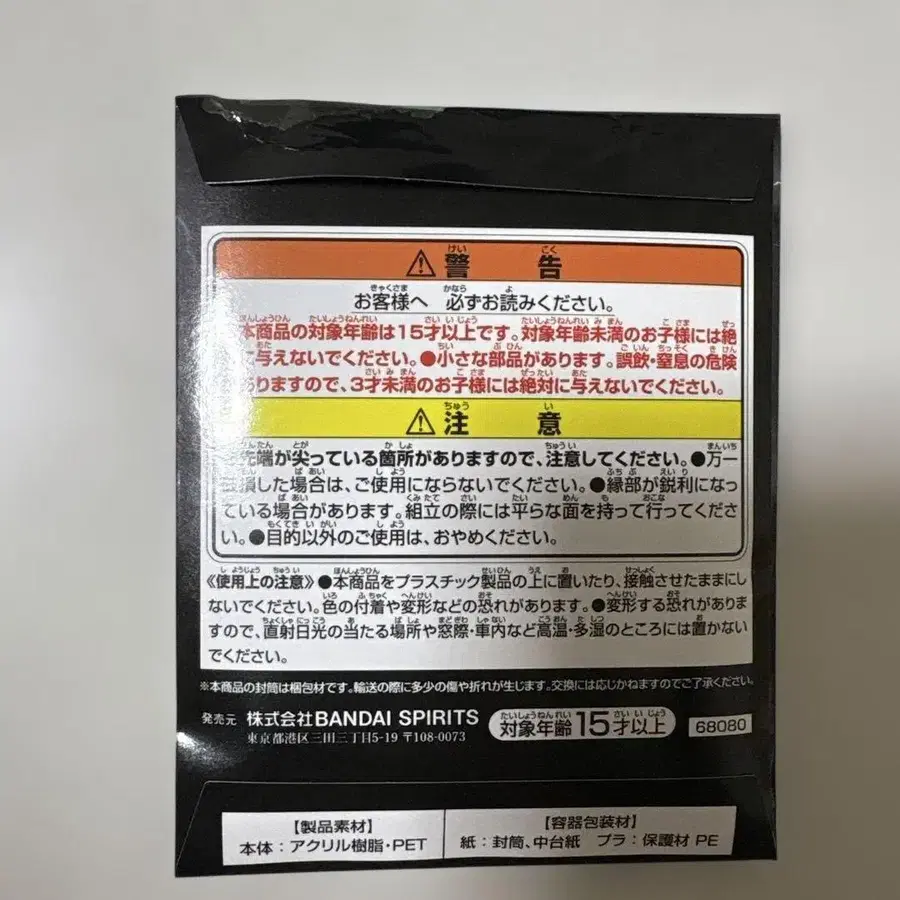 警告
お客様へ 必ずお読みください。
本商品の対象年齢は15才以上です。対象年齢未満のお子様には絶
に与えないでください。●小さな部品があります。誤飲・窒息の危険
ありますので、3才未満のお子様には絶対に与えないでください。
注意
先端が尖っている箇所がありますので、注意してください。●万一
損した場合は、ご使用にならないでください。●縁部が鋭利になっ
ている場合があります。組立の際には平らな面を持って行ってくださ
い。●目的以外のご使用は、おやめください。
《使用上の注意》●本商品をプラスチック製品の上に置いたり、接触させたままにし
ないでください。色の付着や変形などの恐れがあります。●変形する恐れがありま
すので、直射日光の当たる場所や窓際・車内など高温・多湿のところには置かない
でください。
※本商品の封筒は梱包材です。輸送の際に多少の傷や折れが生じます。交換には応じかねますのでご了承ください。
発売元 株式会社BANDAI SPIRITS 対象年齢 15才以上 68080
東京都港区三田三丁目5-19 〒108-0073
【製品素材】 【容器包装材】
本体：アクリル樹脂・PET 紙：封筒、中台紙 プラ：保護材 PE